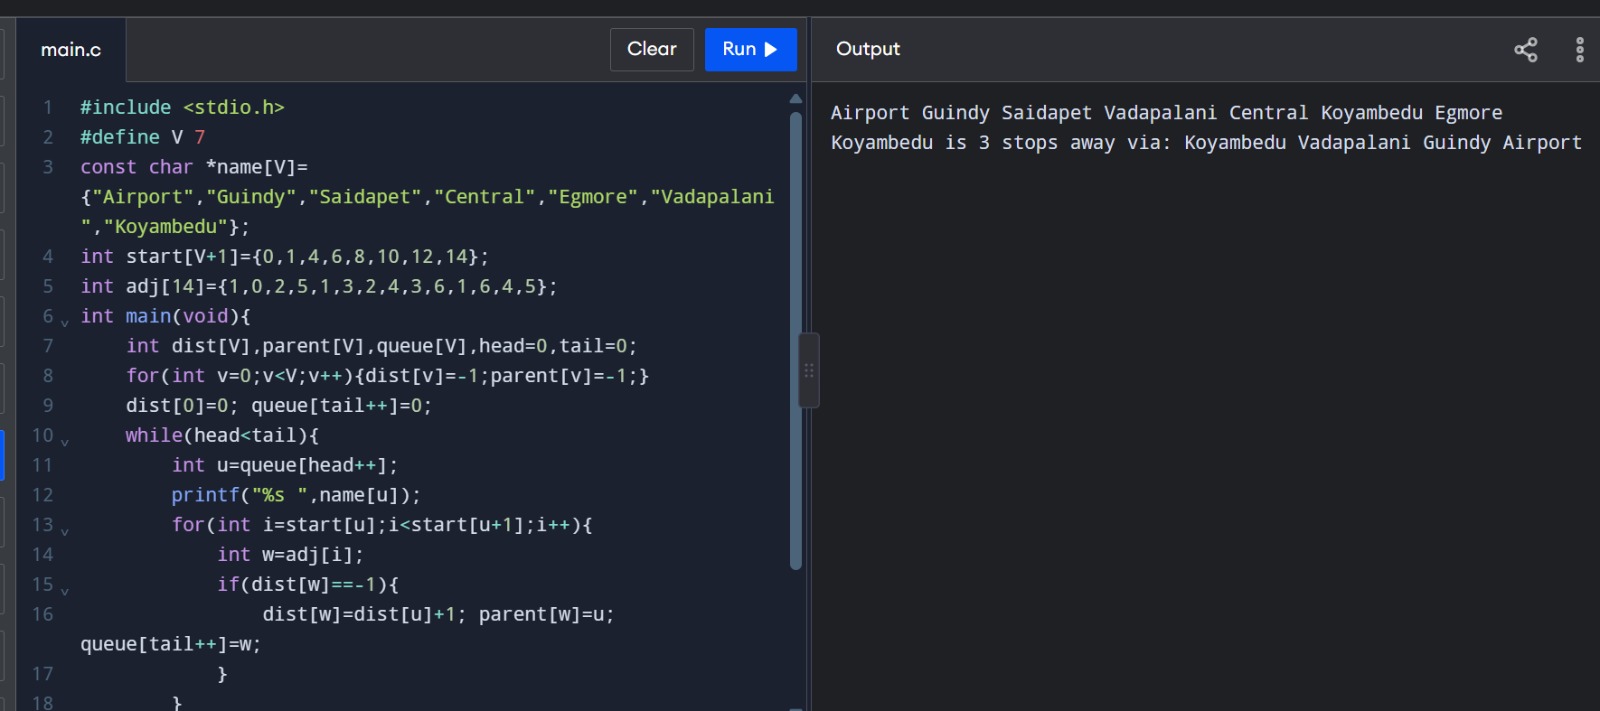 main.c
Clear
Run
Output
1 #include <stdio.h>
2 #define V 7
3 const char *name[V]=
{"Airport","Guindy","Saidapet","Central","Egmore","Vadapalani
","Koyambedu"};
4 int start[V+1]={0,1,4,6,8,10,12,14};
5 int adj[14]={1,0,2,5,1,3,2,4,3,6,1,6,4,5};
6 int main(void){
7 int dist[V],parent[V],queue[V],head=0,tail=0;
8 for(int v=0;v<V;v++){dist[v]=-1;parent[v]=-1;}
9 dist[0]=0; queue[tail++]=0;
10 while(head<tail){
11 int u=queue[head++];
12 printf("%s ",name[u]);
13 for(int i=start[u];i<start[u+1];i++){
14 int w=adj[i];
15 if(dist[w]==-1){
16 dist[w]=dist[u]+1; parent[w]=u;
queue[tail++]=w;
17 }
18 }
Airport Guindy Saidapet Vadapalani Central Koyambedu Egmore
Koyambedu is 3 stops away via: Koyambedu Vadapalani Guindy Airport